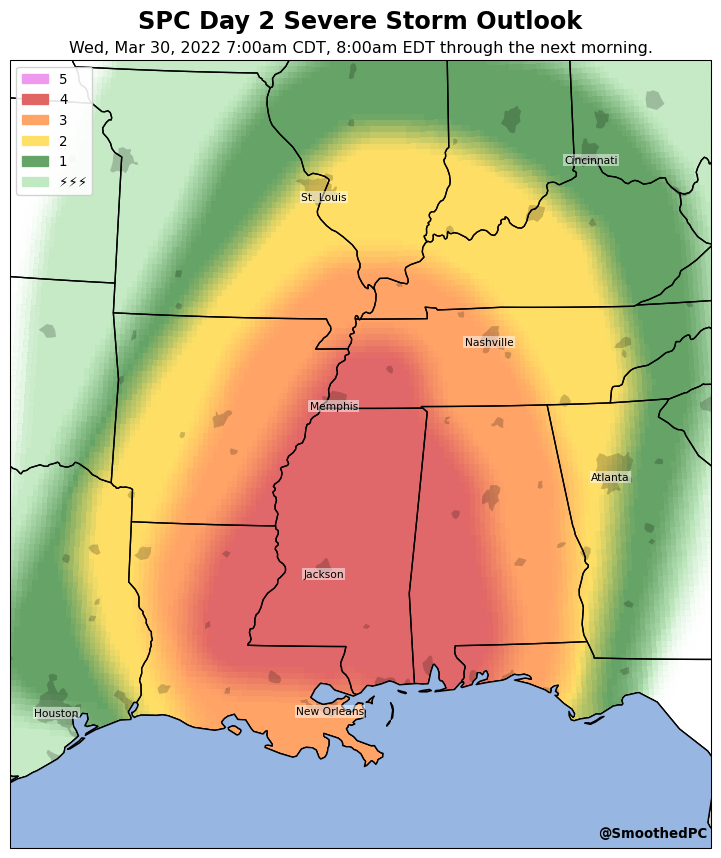 SPC Day 2 Severe Storm Outlook
Wed, Mar 30, 2022 7:00am CDT, 8:00am EDT through the next morning.
5
4
3
2
1
⚡⚡⚡
Cincinnati
St. Louis
Nashville
Memphis
Atlanta
Jackson
New Orleans
Houston
@SmoothedPC